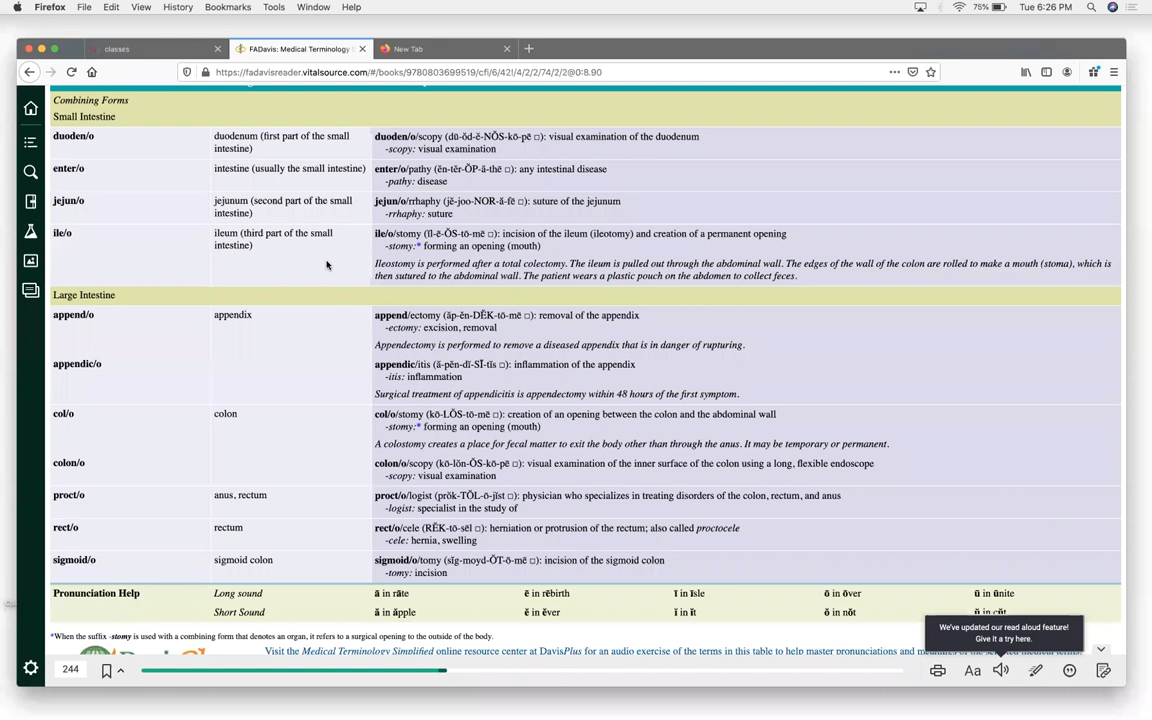 Firefox File Edit View History Bookmarks Tools Window Help 75% Tue 6:26 PM
classes FADavis: Medical Terminology New Tab
https://fadavisreader.vitalsource.com/#/books/9780803699519/cfi/6/42!/4/2/2/74/2/2@0:8.90
Combining Forms
Small Intestine
duoden/o duodenum (first part of the small duoden/o/scopy (dū-ŏd-ĕ-NŎS-kō-pē □): visual examination of the duodenum
intestine) -scopy: visual examination
enter/o intestine (usually the small intestine) enter/o/pathy (ĕn-tĕr-ŎP-ă-thē □): any intestinal disease
-pathy: disease
jejun/o jejunum (second part of the small jejun/o/rrhaphy (jĕ-joo-NOR-ă-fē □): suture of the jejunum
intestine) -rrhaphy: suture
ile/o ileum (third part of the small ile/o/stomy (ĭl-ē-ŎS-tō-mē □): incision of the ileum (ileotomy) and creation of a permanent opening
intestine) -stomy:* forming an opening (mouth)
Ileostomy is performed after a total colectomy. The ileum is pulled out through the abdominal wall. The edges of the wall of the colon are rolled to make a mouth (stoma), which is
then sutured to the abdominal wall. The patient wears a plastic pouch on the abdomen to collect feces.
Large Intestine
append/o appendix append/ectomy (ăp-ĕn-DĔK-tō-mē □): removal of the appendix
-ectomy: excision, removal
Appendectomy is performed to remove a diseased appendix that is in danger of rupturing.
appendic/o appendic/itis (ă-pĕn-dĭ-SĪ-tĭs □): inflammation of the appendix
-itis: inflammation
Surgical treatment of appendicitis is appendectomy within 48 hours of the first symptom.
col/o colon col/o/stomy (kō-LŎS-tō-mē □): creation of an opening between the colon and the abdominal wall
-stomy:* forming an opening (mouth)
A colostomy creates a place for fecal matter to exit the body other than through the anus. It may be temporary or permanent.
colon/o colon/o/scopy (kō-lŏn-ŎS-kō-pē □): visual examination of the inner surface of the colon using a long, flexible endoscope
-scopy: visual examination
proct/o anus, rectum proct/o/logist (prŏk-TŎL-ō-jĭst □): physician who specializes in treating disorders of the colon, rectum, and anus
-logist: specialist in the study of
rect/o rectum rect/o/cele (RĔK-tō-sēl □): herniation or protrusion of the rectum; also called proctocele
-cele: hernia, swelling
sigmoid/o sigmoid colon sigmoid/o/tomy (sĭg-moyd-ŎT-ō-mē □): incision of the sigmoid colon
-tomy: incision
Pronunciation Help Long sound ā in rāte ē in rēbirth ī in īsle ō in ōver ū in ūnite
Short Sound ă in ăpple ĕ in ĕver ĭ in ĭt ŏ in nŏt ŭ in cŭt
We've updated our read aloud feature!
Give it a try here.
*When the suffix -stomy is used with a combining form that denotes an organ, it refers to a surgical opening to the outside of the body.
Visit the Medical Terminology Simplified online resource center at DavisPlus for an audio exercise of the terms in this table to help master pronunciations and
244 Aa